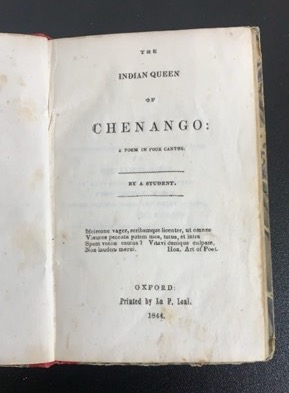 THE
INDIAN QUEEN
OF
CHENANGO:
A POEM IN FOUR CANTOS.
BY A STUDENT.
vager, scribamque licenter, ut omnes
peccata putem mea, tutus, et intra
Spem veniæ cautus? Vitavi denique culpam,
Non laudem merui. Hor. Art of Poet.
OXFORD:
Printed by La F. Leal.
1844.